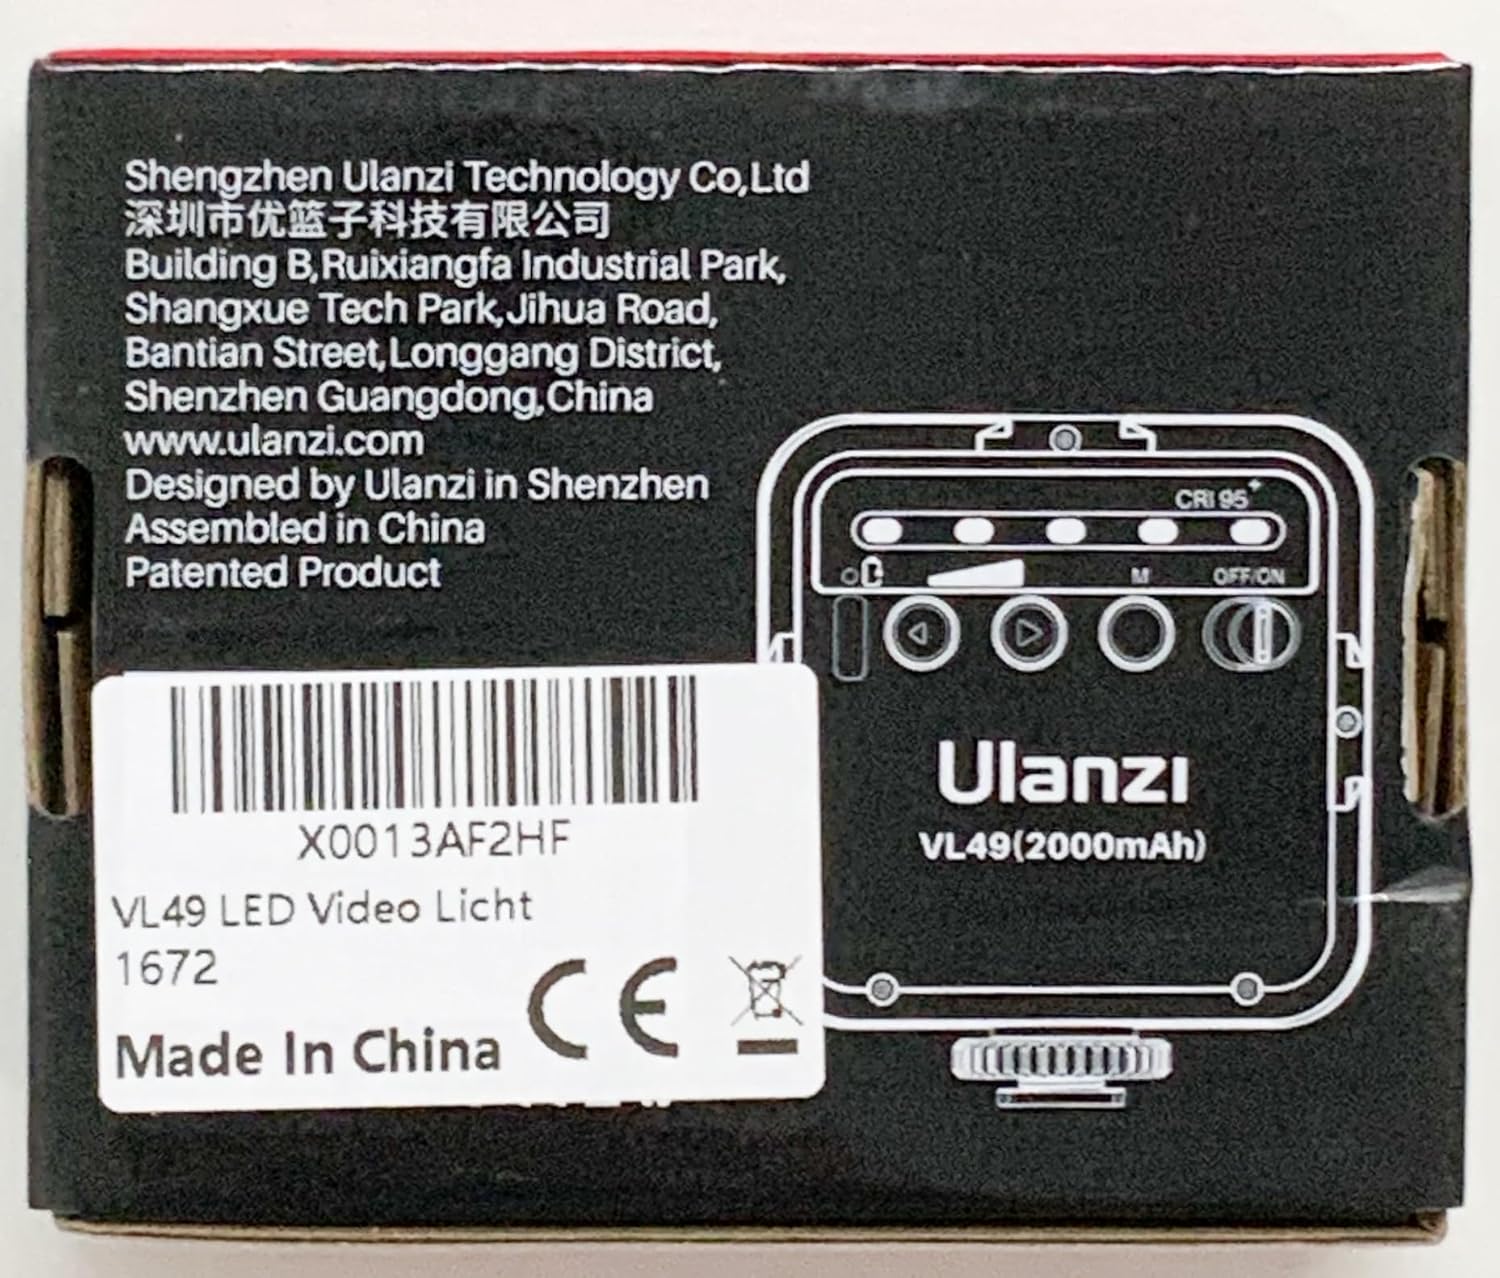 Shengzhen Ulanzi Technology Co,Ltd
深圳市优篮子科技有限公司
Building B,Ruixiangfa Industrial Park,
Shangxue Tech Park,Jihua Road,
Bantian Street,Longgang District,
Shenzhen Guangdong,China
www.ulanzi.com
Designed by Ulanzi in Shenzhen
Assembled in China
Patented Product
CRI 95+
M OFF/ON
Ulanzi
VL49(2000mAh)
X0013AF2HF
VL49 LED Video Licht
1672
Made In China CE